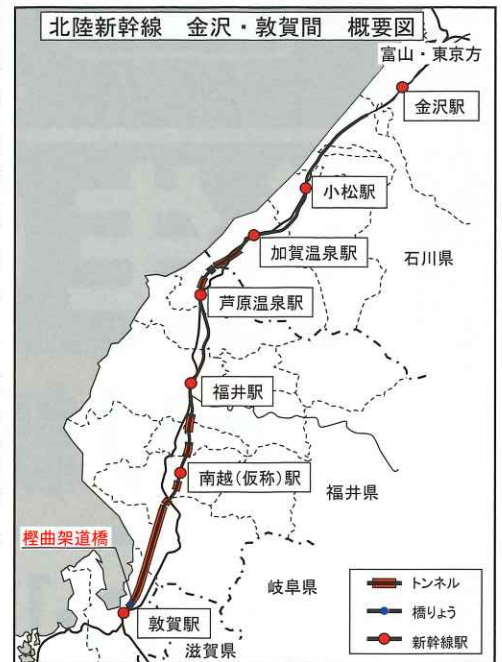 北陸新幹線　金沢・敦賀間　概要図
富山・東京方
金沢駅
小松駅
加賀温泉駅
石川県
芦原温泉駅
福井駅
南越(仮称)駅
福井県
樫曲架道橋
岐阜県
敦賀駅
滋賀県
トンネル
橋りょう
新幹線駅